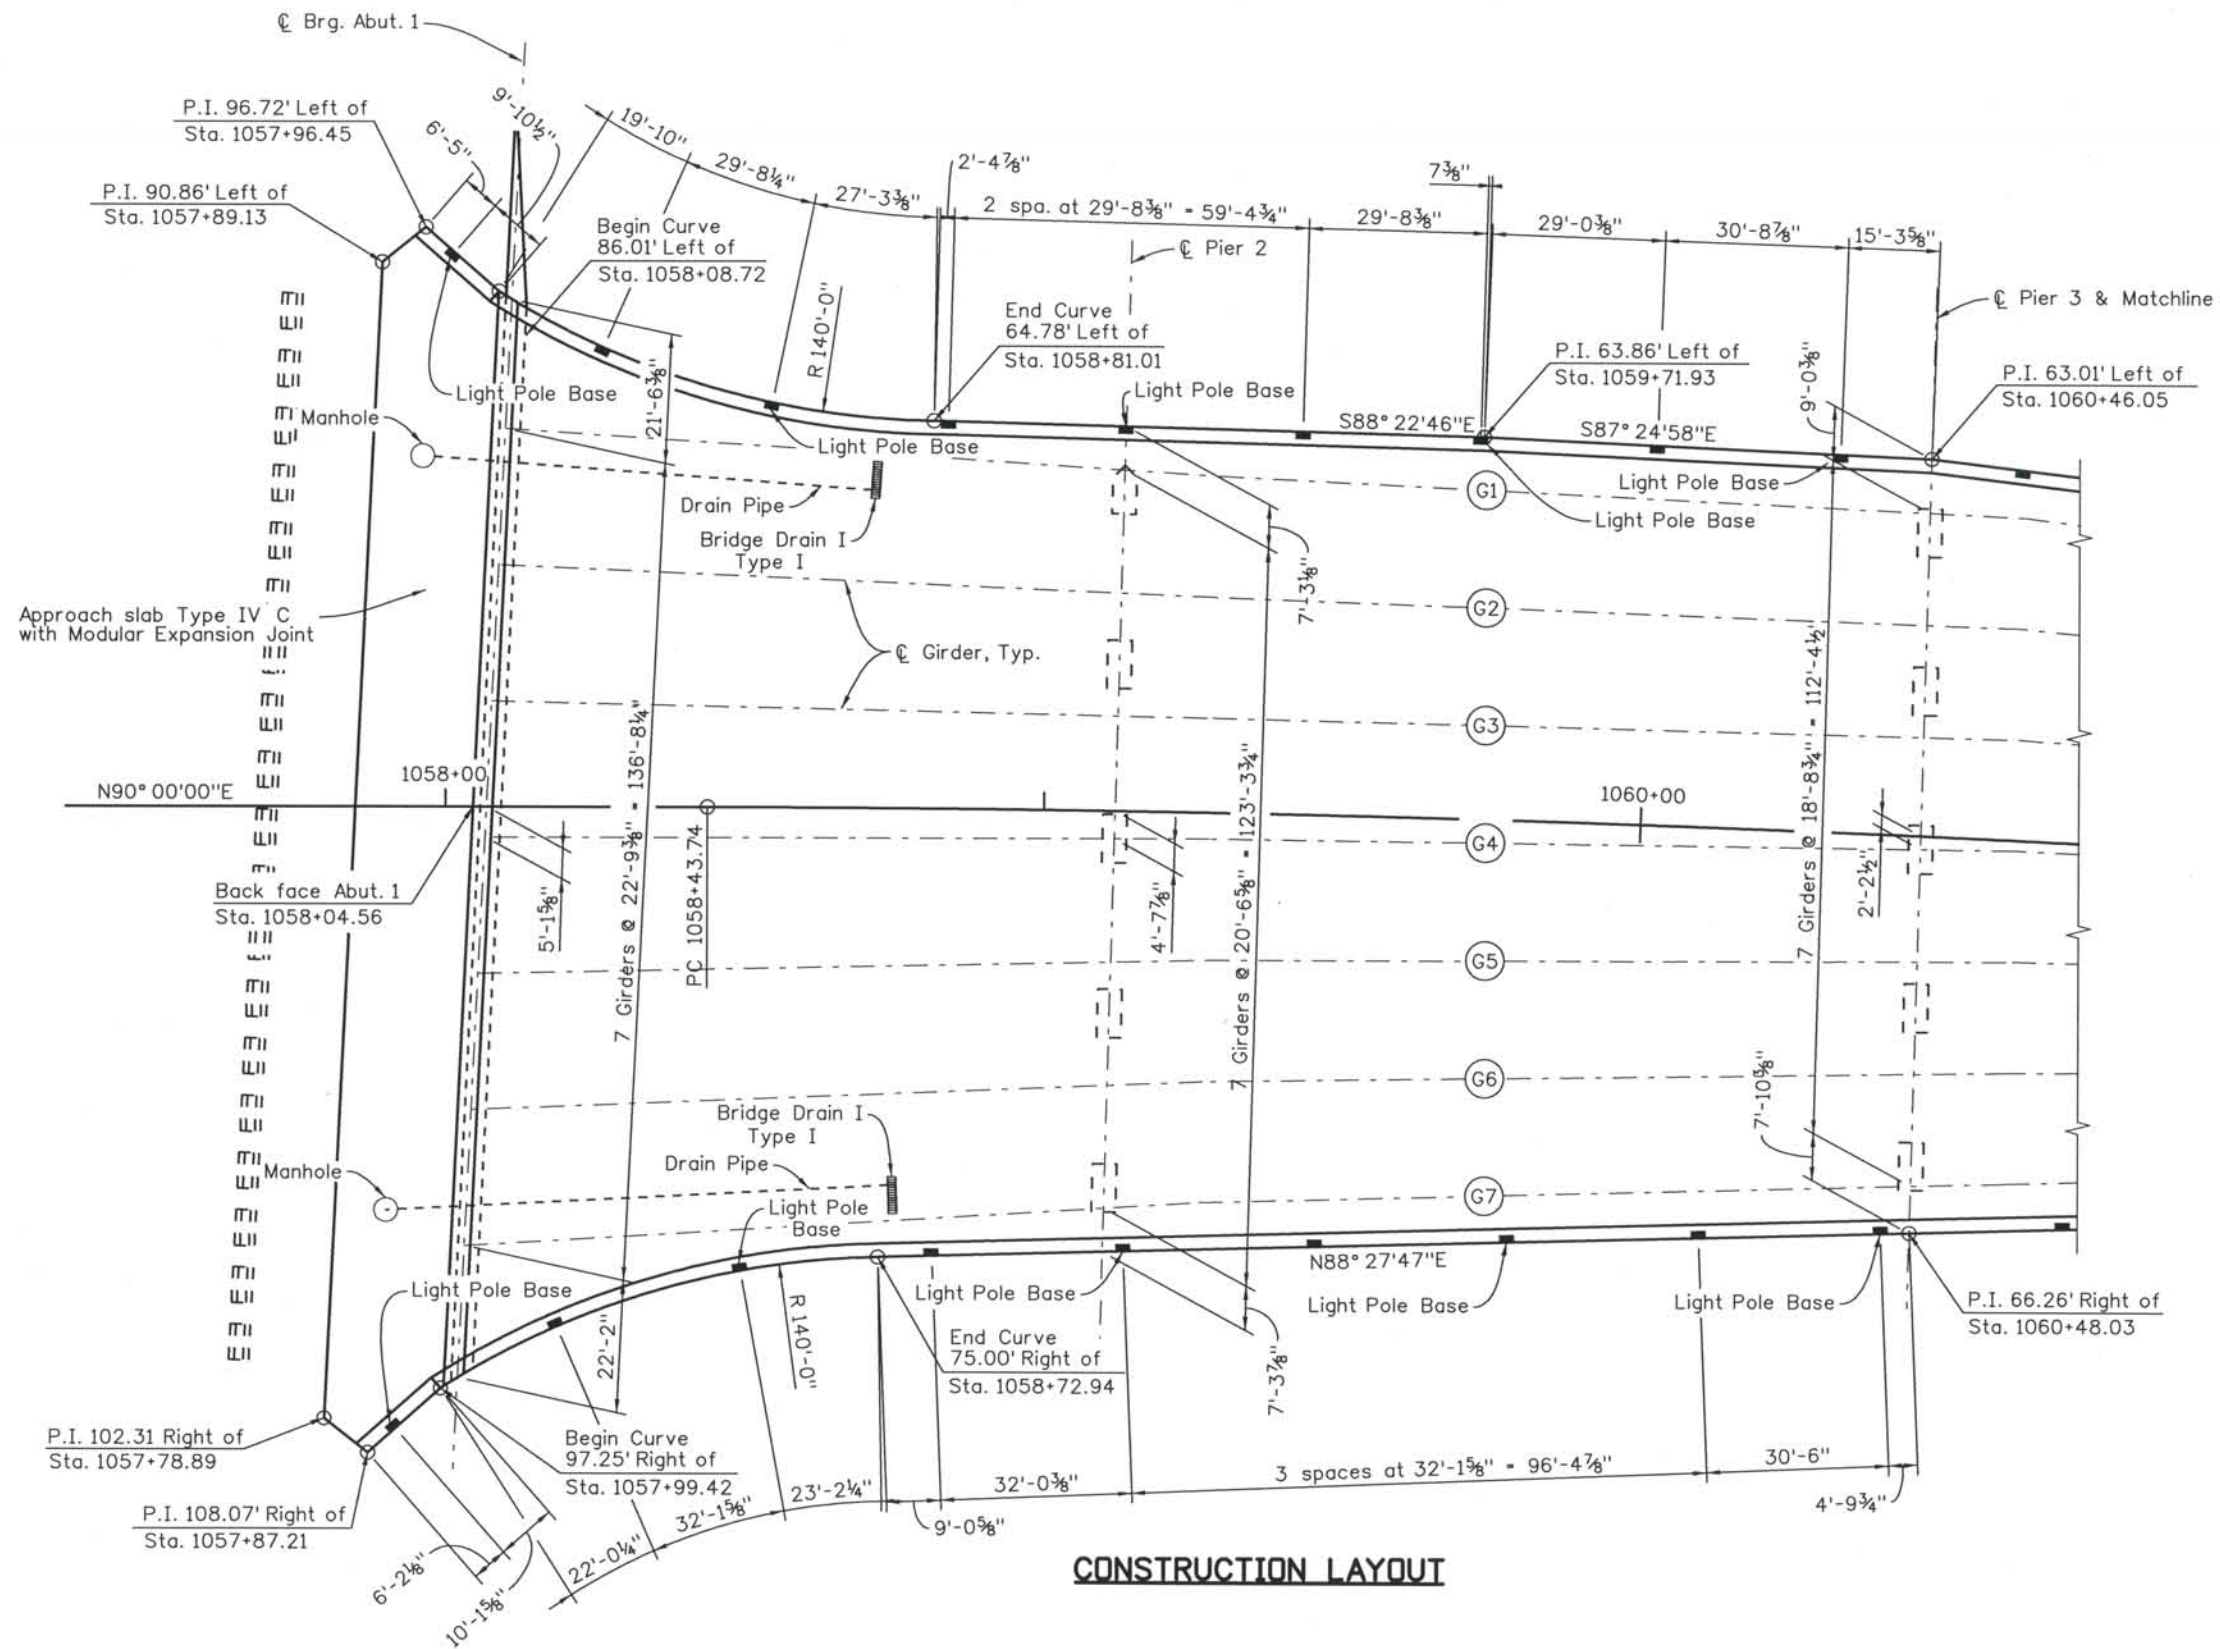 ℄ Brg. Abut. 1
P.I. 96.72' Left of
Sta. 1057+96.45
P.I. 90.86' Left of
Sta. 1057+89.13
6'-5"
9'-10½"
19'-10"
29'-8¼"
27'-3⅜"
2'-4⅞"
2 spa. at 29'-8⅜" = 59'-4¾"
7⅜"
29'-8⅜"
29'-0⅜"
30'-8⅞"
15'-3⅝"
Begin Curve
86.01' Left of
Sta. 1058+08.72
℄ Pier 2
℄ Pier 3 & Matchline
R 140'-0"
End Curve
64.78' Left of
Sta. 1058+81.01
P.I. 63.86' Left of
Sta. 1059+71.93
P.I. 63.01' Left of
Sta. 1060+46.05
9'-0⅜"
Light Pole Base
Light Pole Base
Manhole
21'-6⅜"
Light Pole Base
S88° 22'46"E
S87° 24'58"E
Light Pole Base
Light Pole Base
Drain Pipe
Bridge Drain I
Type I
G1
7'-3⅛"
G2
Approach slab Type IV C
with Modular Expansion Joint
℄ Girder, Typ.
G3
7 Girders @ 22'-9⅜" = 136'-8¼"
7 Girders @ 20'-6⅝" = 123'-3¾"
7 Girders @ 18'-8¾" = 112'-4½"
N90° 00'00"E
1058+00
1060+00
PC 1058+43.74
G4
5'-1⅝"
4'-7⅞"
2'-2½"
Back face Abut. 1
Sta. 1058+04.56
G5
G6
7'-10⅜"
Bridge Drain I
Type I
Drain Pipe
Manhole
Light Pole
Base
G7
Light Pole Base
22'-2"
R 140'-0"
Light Pole Base
N88° 27'47"E
Light Pole Base
Light Pole Base
P.I. 66.26' Right of
Sta. 1060+48.03
End Curve
75.00' Right of
Sta. 1058+72.94
7'-3⅞"
P.I. 102.31 Right of
Sta. 1057+78.89
Begin Curve
97.25' Right of
Sta. 1057+99.42
P.I. 108.07' Right of
Sta. 1057+87.21
6'-2⅛"
10'-1⅝"
22'-0¼"
32'-1⅝"
23'-2¼"
9'-0⅝"
32'-0⅜"
3 spaces at 32'-1⅝" = 96'-4⅞"
30'-6"
4'-9¾"
CONSTRUCTION LAYOUT